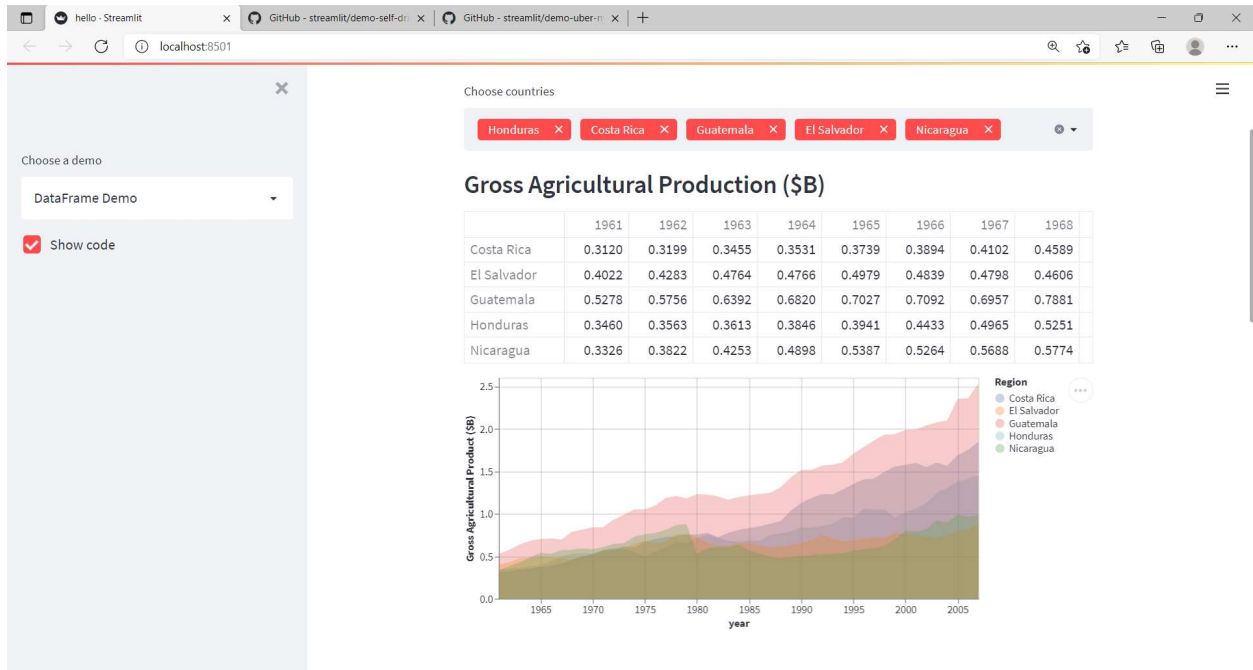 hello · Streamlit
GitHub - streamlit/demo-self-dri
GitHub - streamlit/demo-uber-n
localhost:8501
Choose a demo
DataFrame Demo
Show code
Choose countries
Honduras Costa Rica Guatemala El Salvador Nicaragua
Gross Agricultural Production ($B)
1961 1962 1963 1964 1965 1966 1967 1968
Costa Rica 0.3120 0.3199 0.3455 0.3531 0.3739 0.3894 0.4102 0.4589
El Salvador 0.4022 0.4283 0.4764 0.4766 0.4979 0.4839 0.4798 0.4606
Guatemala 0.5278 0.5756 0.6392 0.6820 0.7027 0.7092 0.6957 0.7881
Honduras 0.3460 0.3563 0.3613 0.3846 0.3941 0.4433 0.4965 0.5251
Nicaragua 0.3326 0.3822 0.4253 0.4898 0.5387 0.5264 0.5688 0.5774
Gross Agricultural Product ($B)
2.5
2.0
1.5
1.0
0.5
0.0
1965 1970 1975 1980 1985 1990 1995 2000 2005
year
Region
Costa Rica
El Salvador
Guatemala
Honduras
Nicaragua